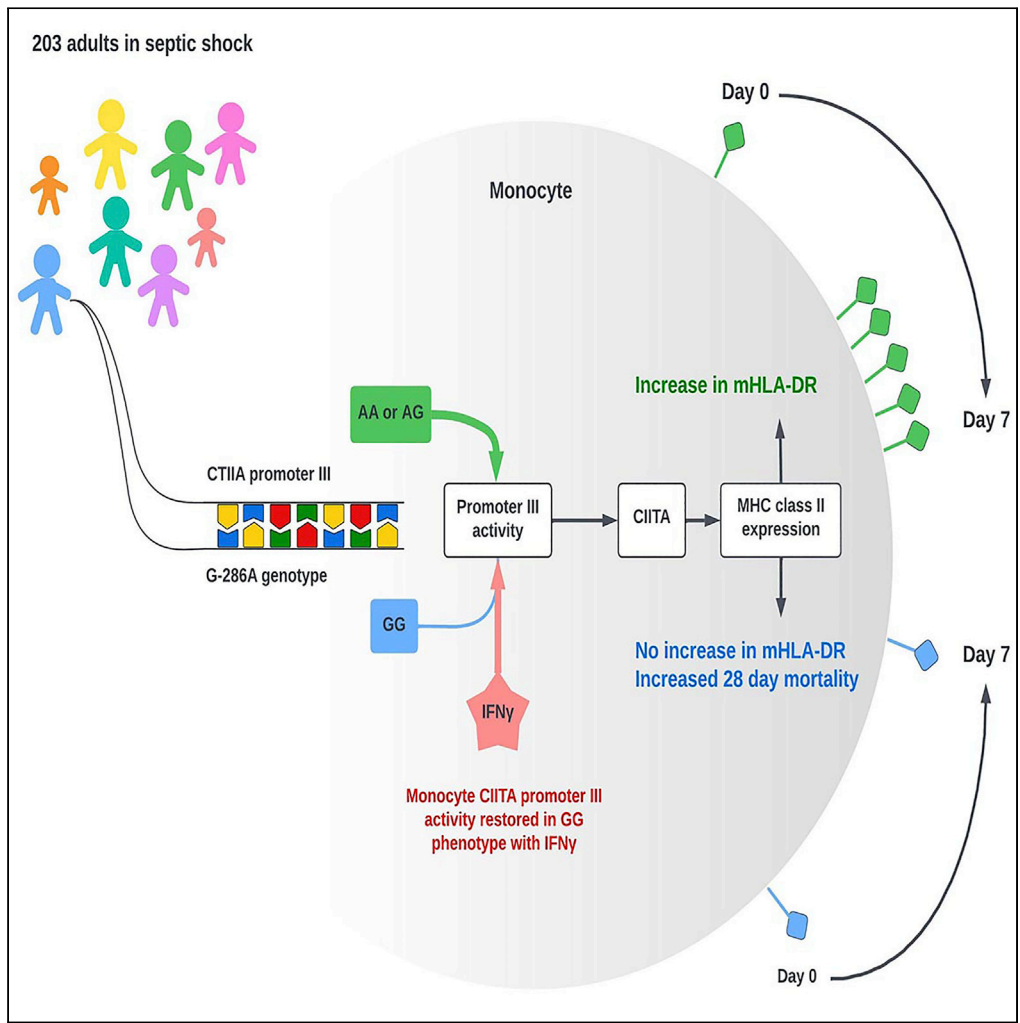 203 adults in septic shock
Day 0
Monocyte
Increase in mHLA-DR
Day 7
AA or AG
CTIIA promoter III
G-286A genotype
Promoter III
activity
CIITA
MHC class II
expression
GG
No increase in mHLA-DR
Increased 28 day mortality
Day 7
IFNγ
Monocyte CIITA promoter III
activity restored in GG
phenotype with IFNγ
Day 0